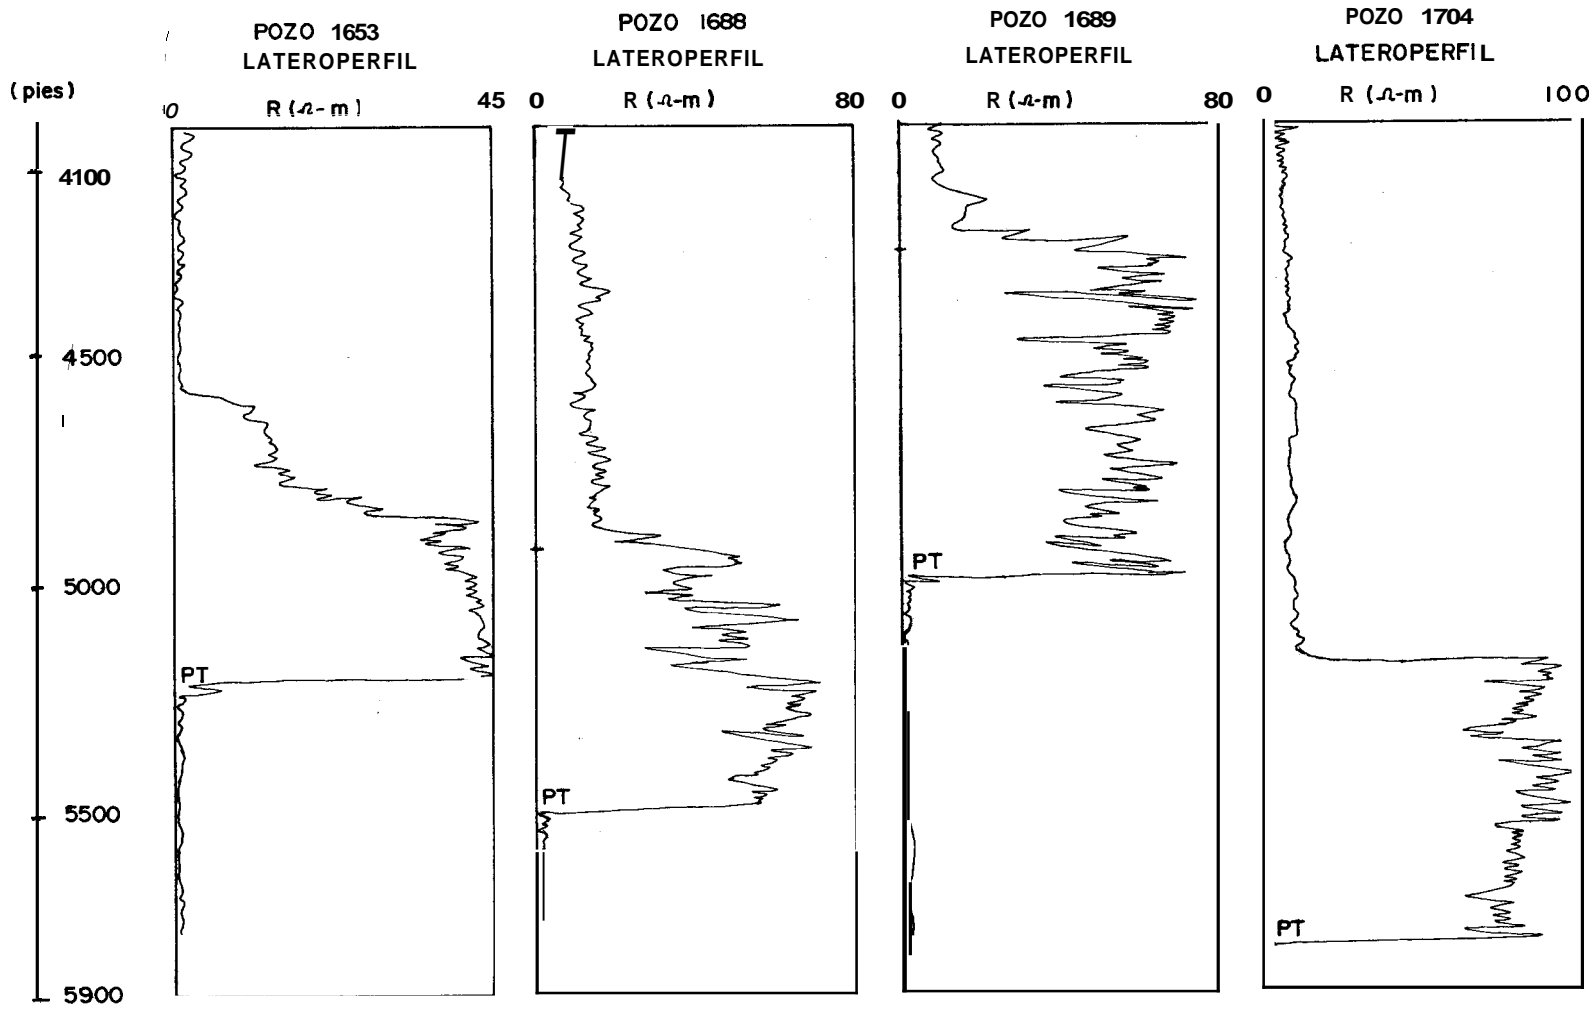 POZO 1653
LATEROPERFIL
POZO 1688
LATEROPERFIL
POZO 1689
LATEROPERFIL
POZO 1704
LATEROPERFIL
(pies)
0 R (Ω-m) 45
0 R (Ω-m) 80
0 R (Ω-m) 80
0 R (Ω-m) 100
4100
4500
5000
5500
5900
PT
PT
PT
PT